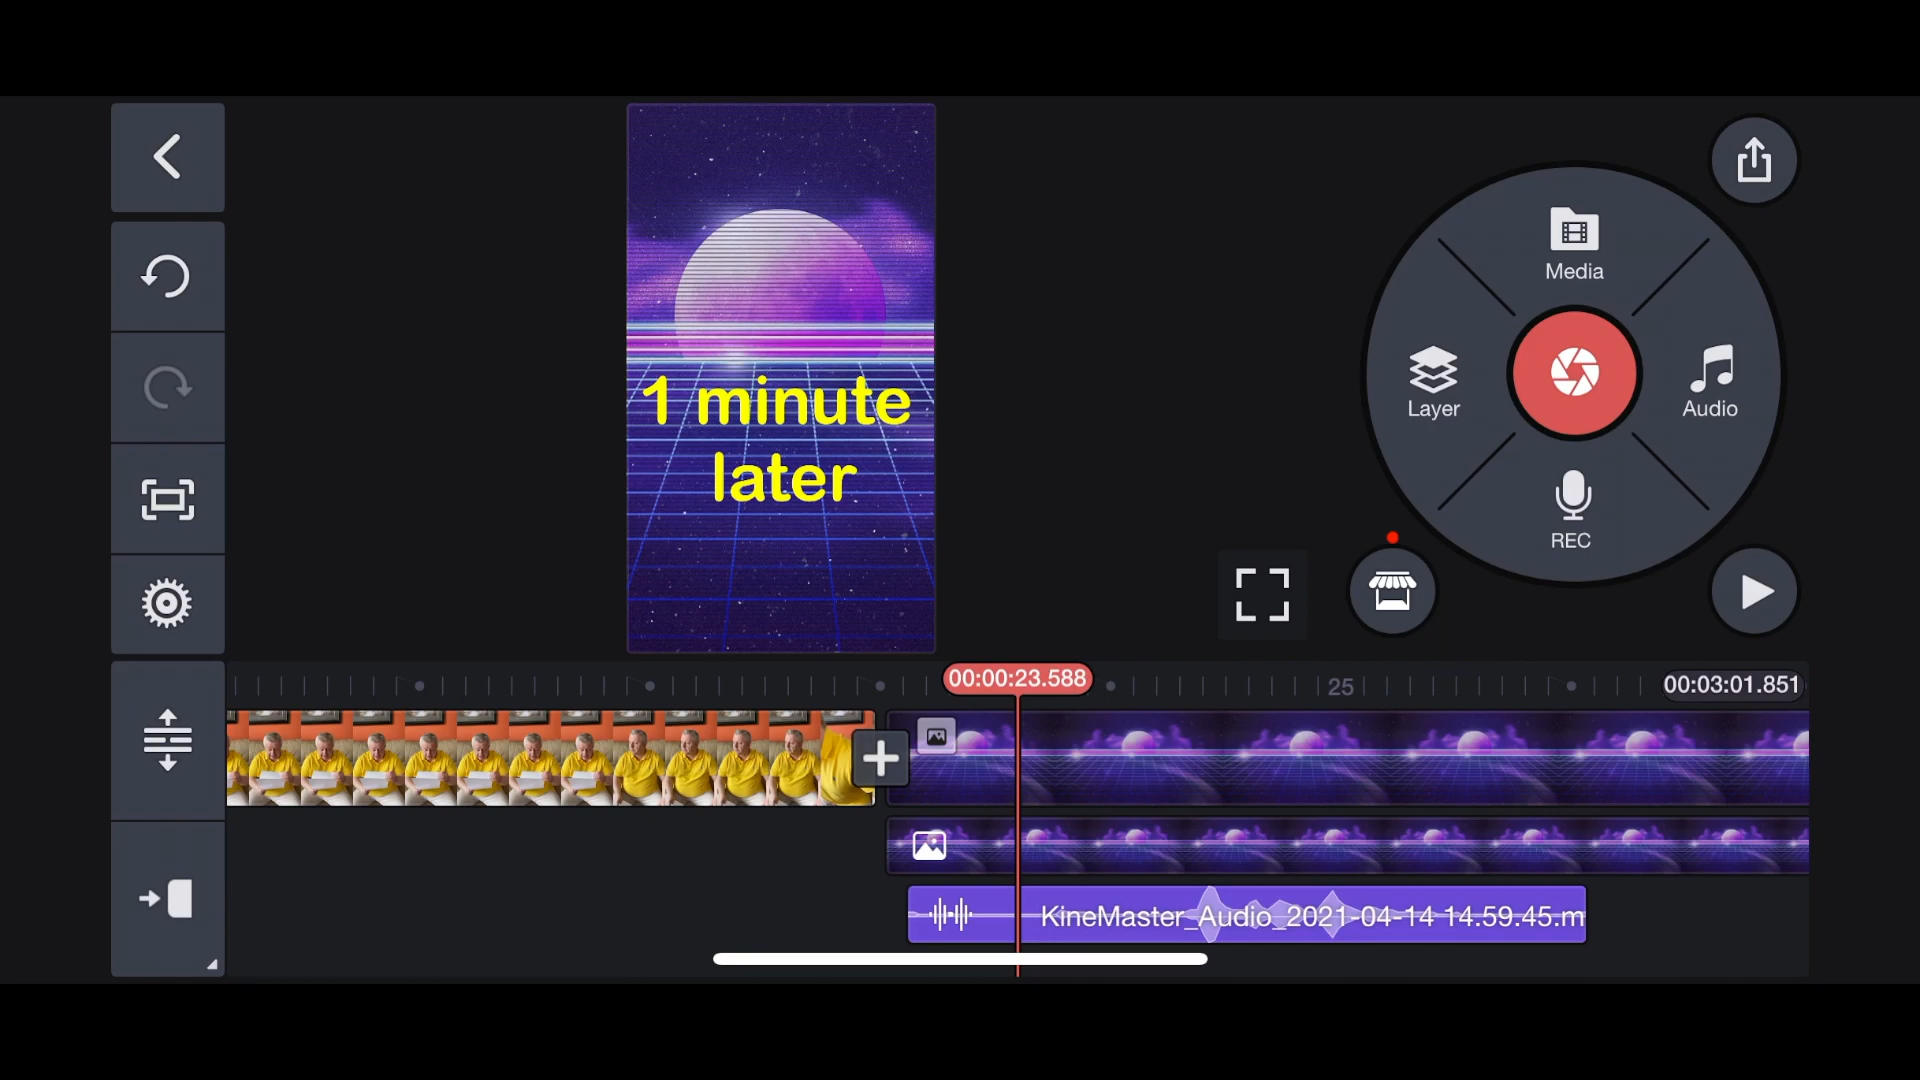 Media
1 minute
later
Layer
Audio
REC
00:00:23.588
25
00:03:01.851
KineMaster_Audio_2021-04-14 14.59.45.m